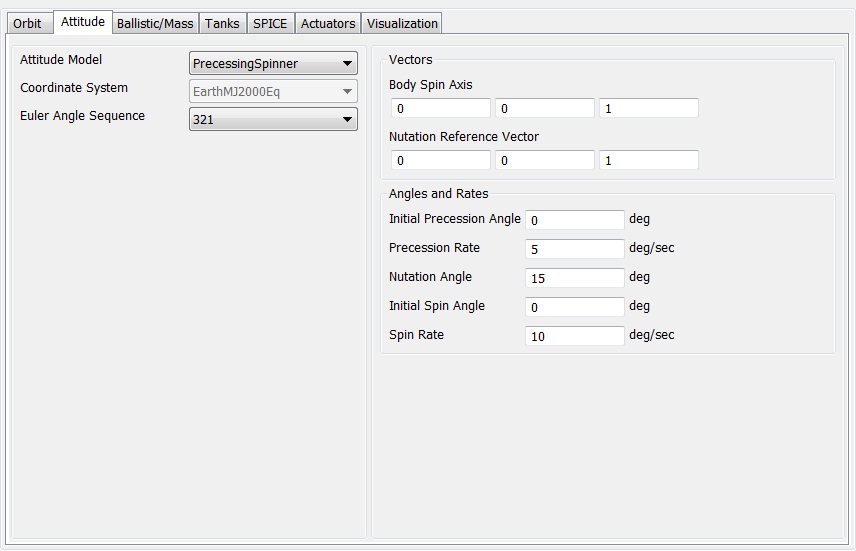 Orbit Attitude Ballistic/Mass Tanks SPICE Actuators Visualization
Attitude Model PrecessingSpinner
Coordinate System EarthMJ2000Eq
Euler Angle Sequence 321
Vectors
Body Spin Axis
0 0 1
Nutation Reference Vector
0 0 1
Angles and Rates
Initial Precession Angle 0 deg
Precession Rate 5 deg/sec
Nutation Angle 15 deg
Initial Spin Angle 0 deg
Spin Rate 10 deg/sec